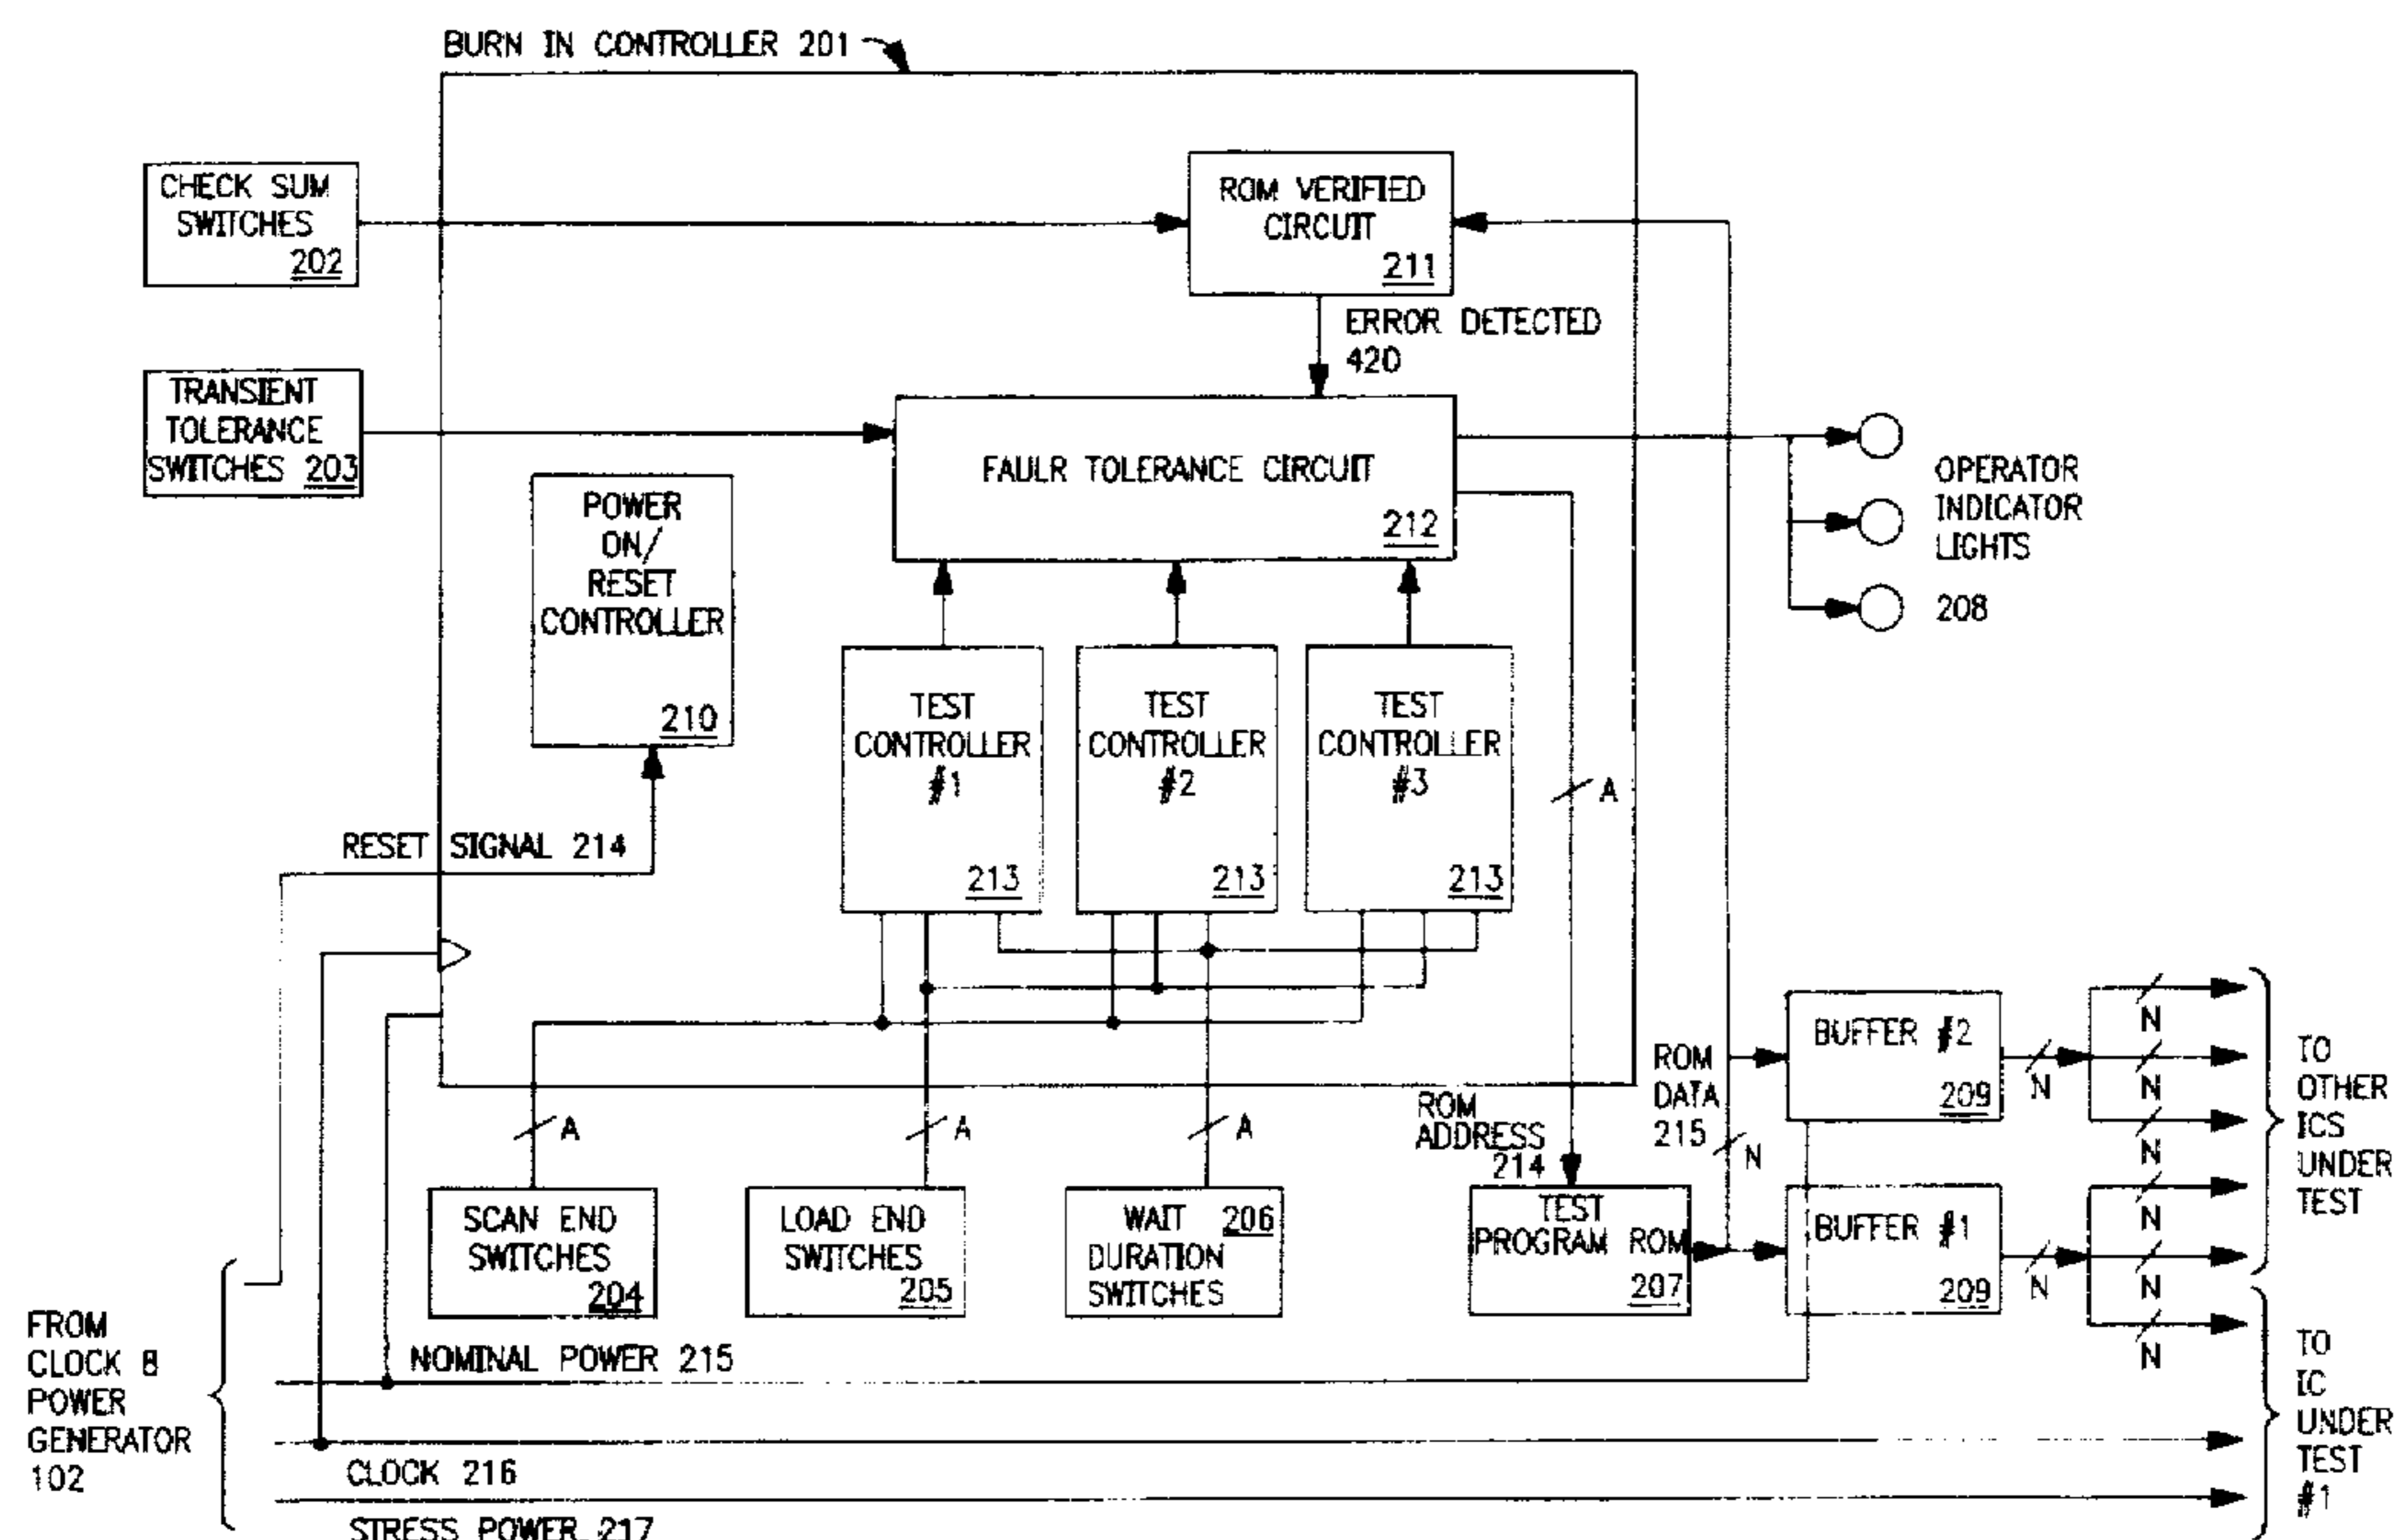 BURN IN CONTROLLER 201
CHECK SUM
SWITCHES
202
ROM VERIFIED
CIRCUIT
211
ERROR DETECTED
420
TRANSIENT
TOLERANCE
SWITCHES 203
FAULR TOLERANCE CIRCUIT
212
OPERATOR
INDICATOR
LIGHTS
208
POWER
ON/
RESET
CONTROLLER
210
TEST
CONTROLLER
#1
213
TEST
CONTROLLER
#2
213
TEST
CONTROLLER
#3
213
A
RESET SIGNAL 214
A
A
A
ROM
ADDRESS
214
ROM
DATA
215
N
BUFFER #2
209
N
N
N
N
TO
OTHER
ICS
UNDER
TEST
SCAN END
SWITCHES
204
LOAD END
SWITCHES
205
WAIT 206
DURATION
SWITCHES
TEST
PROGRAM ROM
207
BUFFER #1
209
N
N
N
N
FROM
CLOCK 8
POWER
GENERATOR
102
NOMINAL POWER 215
CLOCK 216
STRESS POWER 217
TO
IC
UNDER
TEST
#1